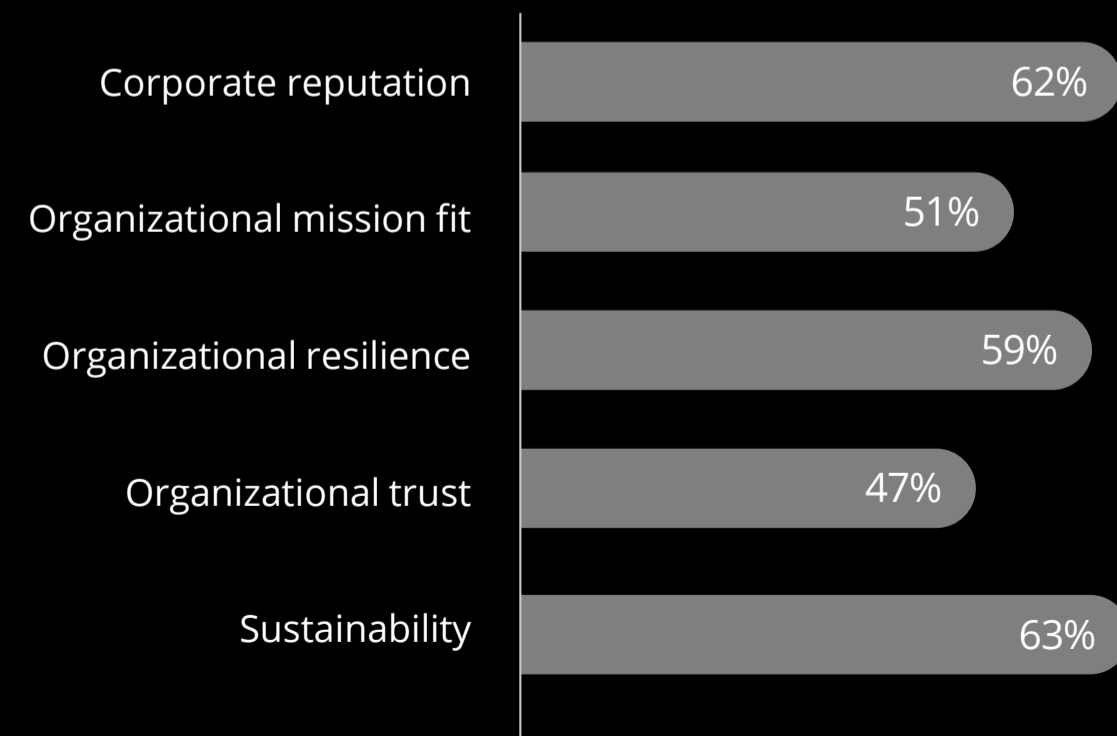 Corporate reputation 62%
Organizational mission fit 51%
Organizational resilience 59%
Organizational trust 47%
Sustainability 63%